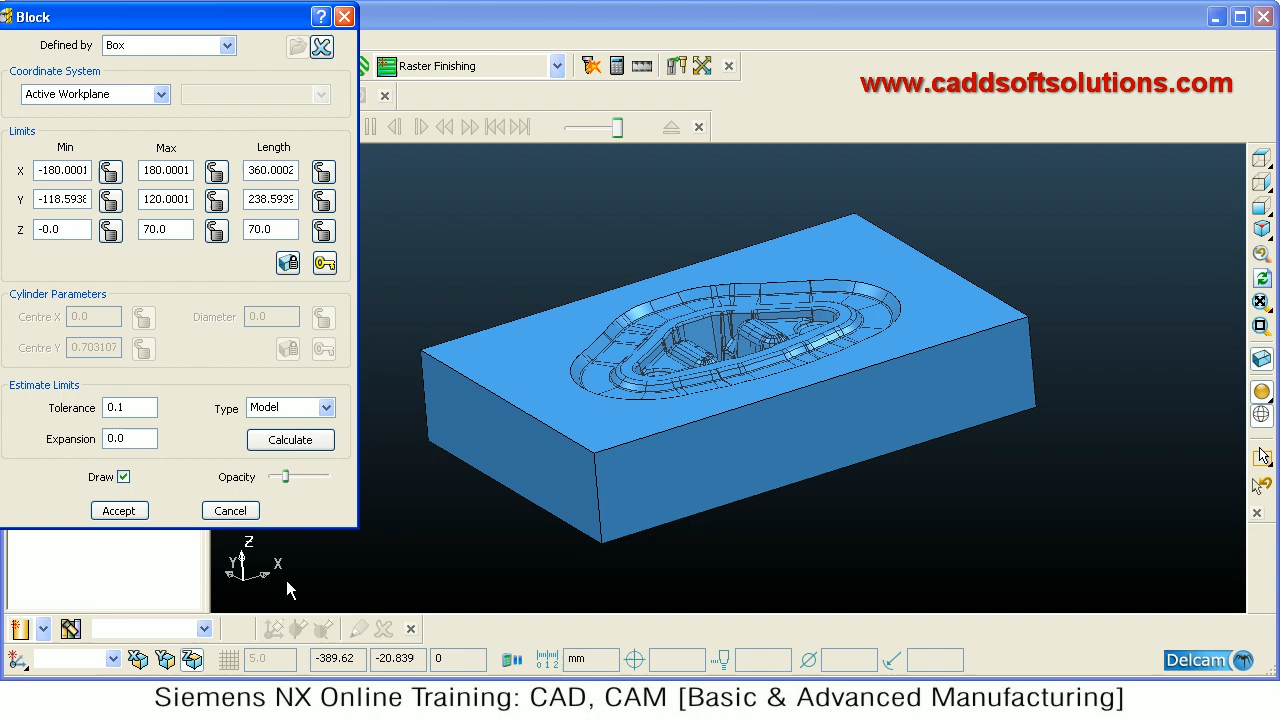 Block
Defined by Box
Raster Finishing
www.caddsoftsolutions.com
Coordinate System
Active Workplane
Limits
Min Max Length
X -180.0001 180.0001 360.0002
Y -118.5938 120.0001 238.5939
Z -0.0 70.0 70.0
Cylinder Parameters
Centre X 0.0 Diameter 0.0
Centre Y 0.703107
Estimate Limits
Tolerance 0.1 Type Model
Expansion 0.0 Calculate
Draw Opacity
Accept Cancel
Z
Y X
5.0 -389.62 -20.839 0 mm Delcam
Siemens NX Online Training: CAD, CAM [Basic & Advanced Manufacturing]